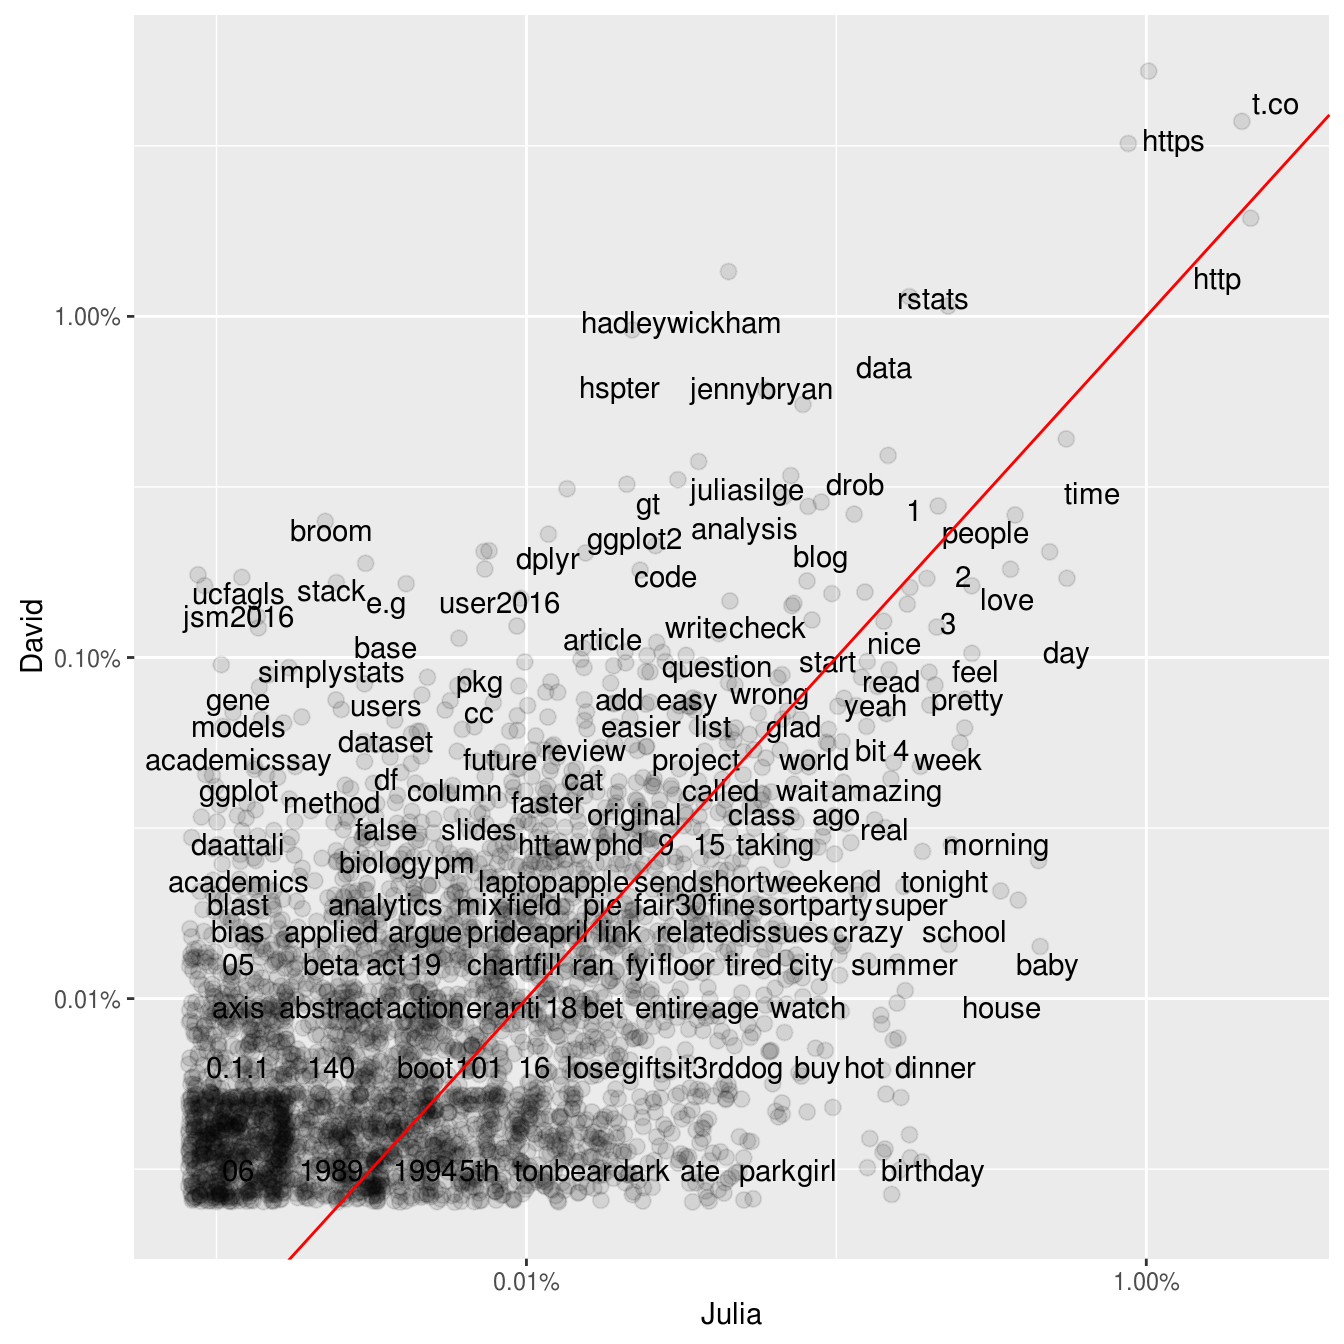 t.co
https
http
rstats
1.00%
hadleywickham
data
hspter jennybryan
juliasilge drob time
gt 1
broom ggplot2 analysis people
dplyr blog
code 2
ucfagls stack e.g user2016 love
jsm2016
article write check 3
base nice day
simplystats question start feel
0.10%
pkg read
gene users cc add easy wrong yeah pretty
models easier list glad
dataset review bit 4
academicssay future project world week
df cat
ggplot column called wait amazing
method faster
original class ago
false slides real
daattali htt aw phd 9 15 taking morning
biology pm
academics laptop apple send short weekend tonight
blast analytics mix field pie fair 30 fine sort party super
bias applied argue pride april link related issues crazy school
05 beta act 19 chart fill ran fyi floor tired city summer baby
0.01%
axis abstract action er anti 18 bet entire age watch house
0.1.1 140 boot 101 16 lose gift sit 3rd dog buy hot dinner
06 1989 1994 5th ton bear dark ate park girl birthday
David
0.01% 1.00%
Julia